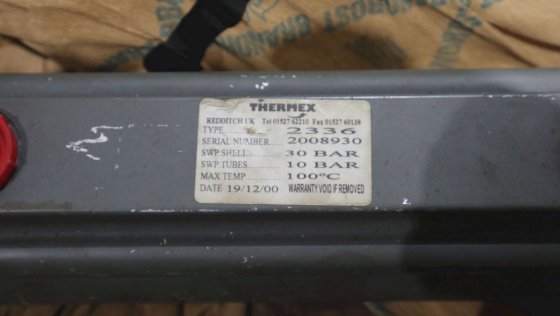 THERMEX
REDDITCH UK Tel 01527 62210 Fax 01527 60138
TYPE 2336
SERIAL NUMBER 2008930
SWP SHELL 30 BAR
SWP TUBES 10 BAR
MAX TEMP 100°C
DATE 19/12/00 WARRANTY VOID IF REMOVED